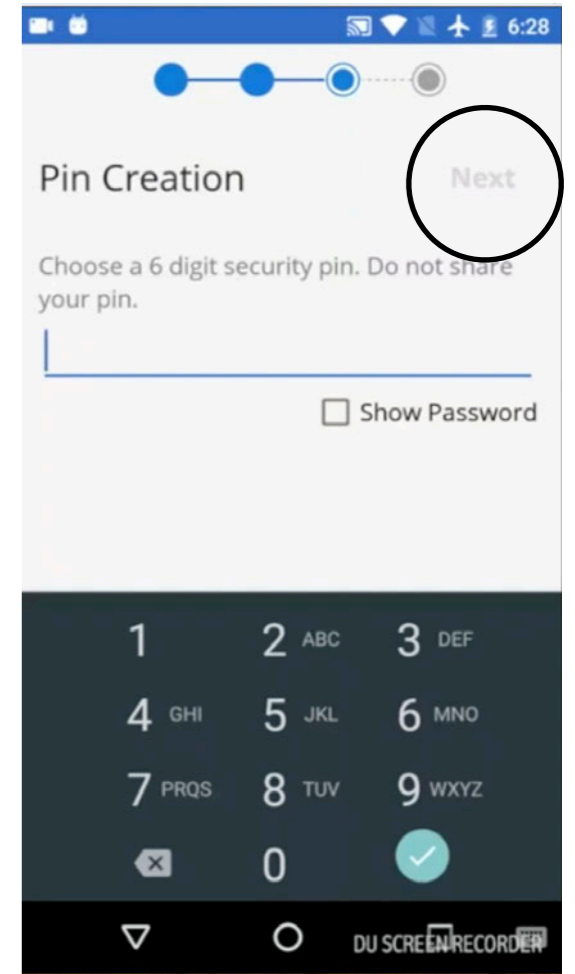 6:28
Pin Creation
Next
Choose a 6 digit security pin. Do not share
your pin.
Show Password
1 2 ABC 3 DEF
4 GHI 5 JKL 6 MNO
7 PRQS 8 TUV 9 WXYZ
0
DU SCREEN RECORDER